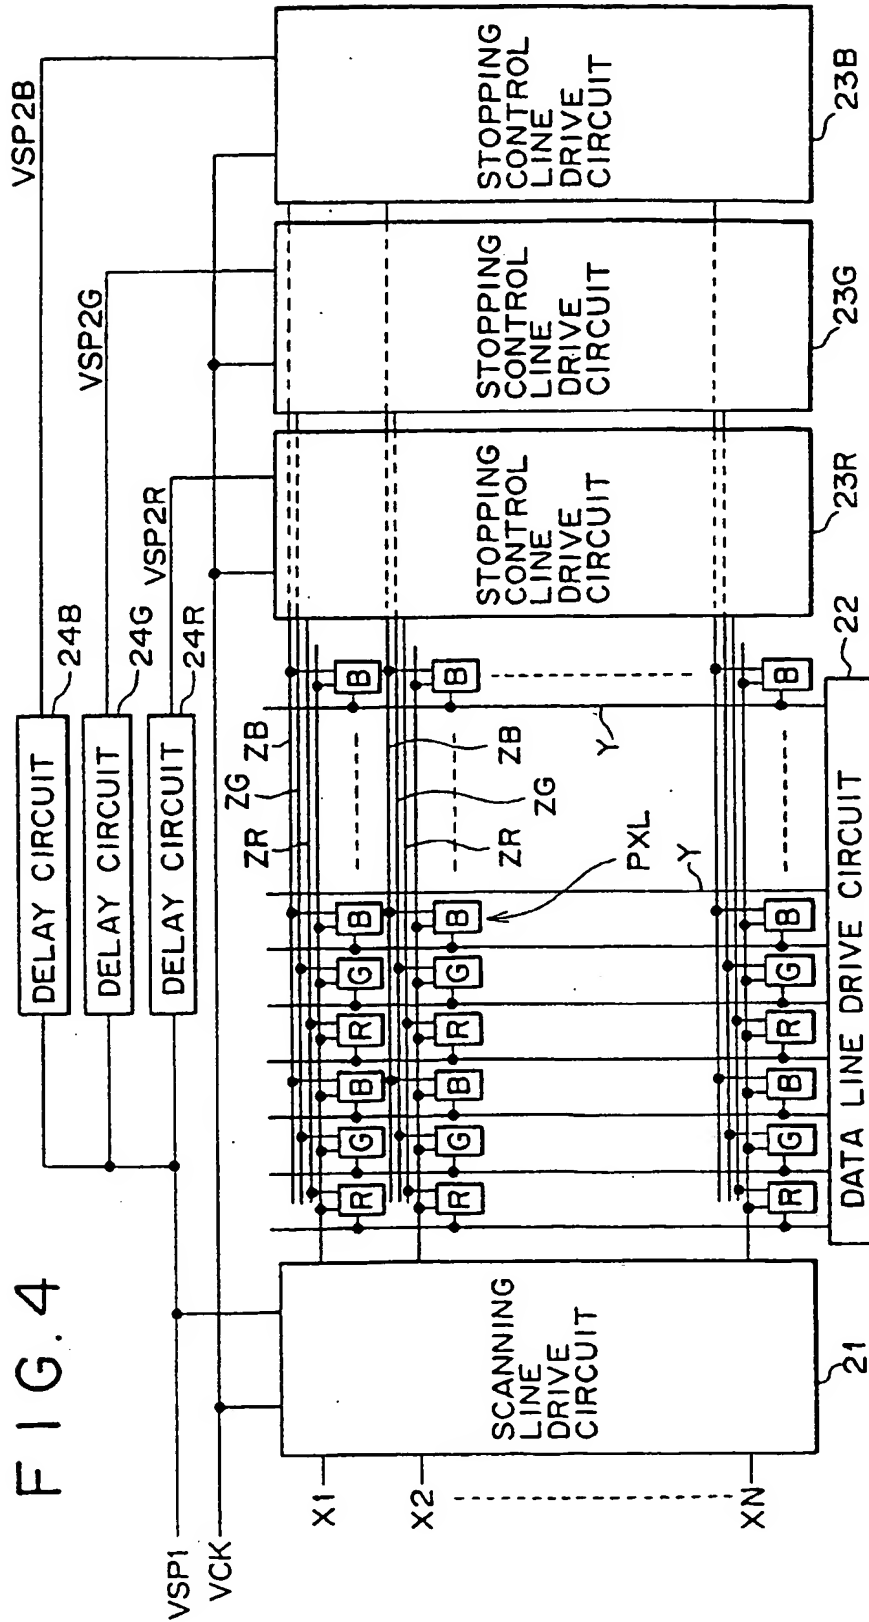 FIG. 4
VSP1
VCK
DELAY CIRCUIT
24B
DELAY CIRCUIT
24G
DELAY CIRCUIT
24R
VSP2B
VSP2G
VSP2R
ZR
ZG
ZB
X1
R
G
B
R
G
B
B
X2
R
G
B
R
G
B
B
ZR
ZG
ZB
PXL
Y
Y
XN
R
G
B
R
G
B
B
SCANNING
LINE
DRIVE
CIRCUIT
21
DATA LINE DRIVE CIRCUIT
22
STOPPING
CONTROL
LINE
DRIVE
CIRCUIT
23R
STOPPING
CONTROL
LINE
DRIVE
CIRCUIT
23G
STOPPING
CONTROL
LINE
DRIVE
CIRCUIT
23B